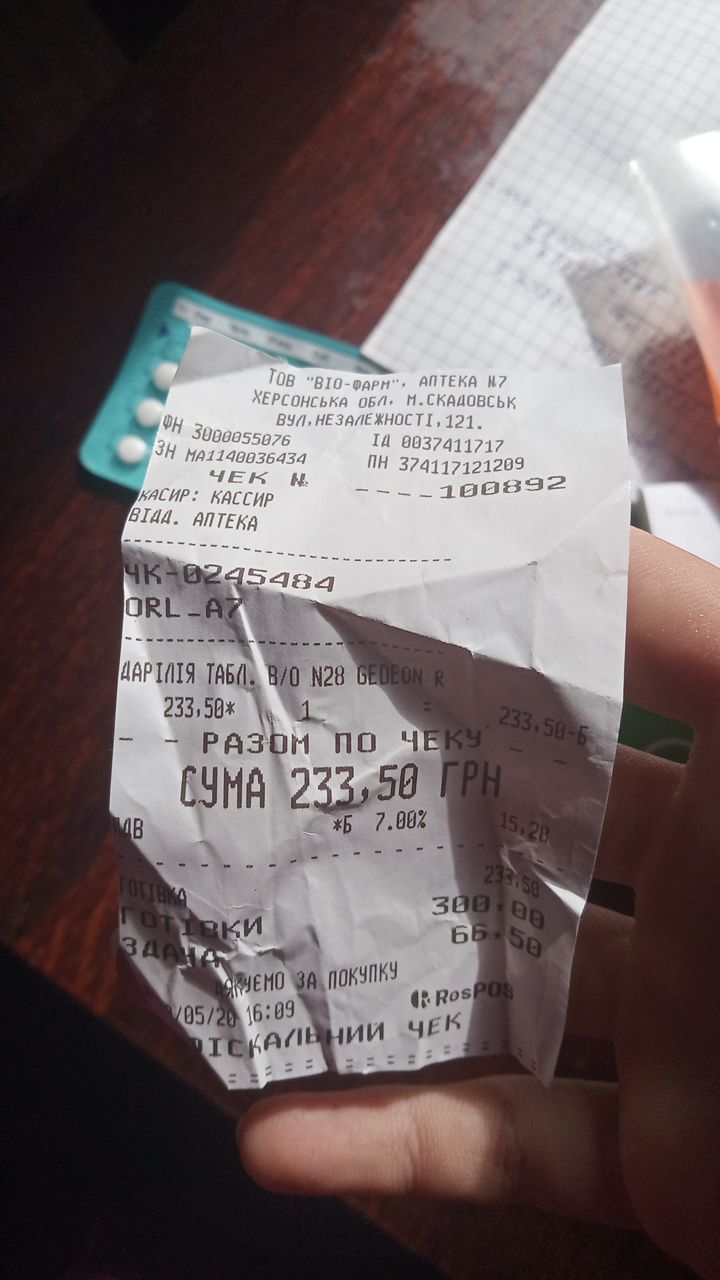 ТОВ "ВІО-ФАРМ", АПТЕКА №7
ХЕРСОНСЬКА ОБЛ. М.СКАДОВСЬК
ВУЛ.НЕЗАЛЕЖНОСТІ,121.
ФН 3000055076 ІД 0037411717
ЗН МА1140036434 ПН 374117121209
ЧЕК № ----100892
КАСИР: КАССИР
ВІДД. АПТЕКА
ЧК-0245484
ORL_A7
ДАРІЛІЯ ТАБЛ. В/О N28 GEDEON R
233,50* 1 = 233,50-Б
- - РАЗОМ ПО ЧЕКУ - -
СУМА 233,50 ГРН
ПДВ *Б 7.00% 15,28
ГОТІВКА 233,50
ГОТІВКИ 300.00
ЗДАЧА 66.50
ДЯКУЄМО ЗА ПОКУПКУ
/05/20 16:09 RosPOS
ФІСКАЛЬНИЙ ЧЕК